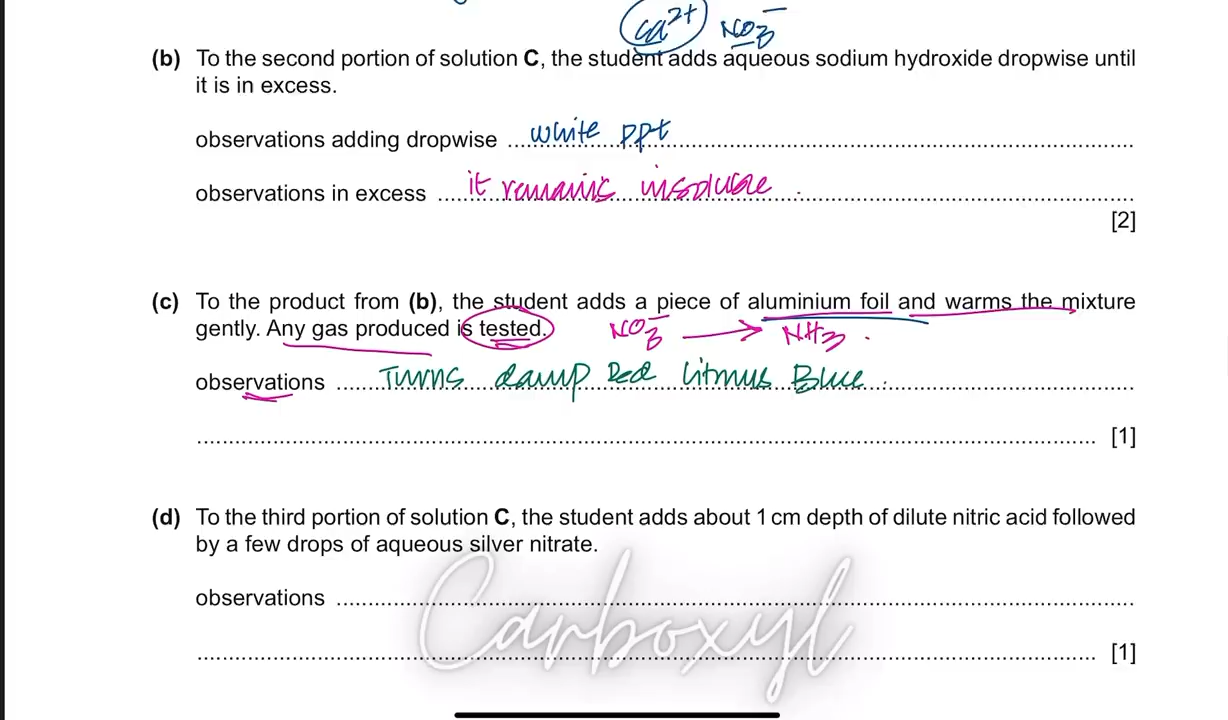 Ca²⁺ NO₃⁻
(b) To the second portion of solution C, the student adds aqueous sodium hydroxide dropwise until
it is in excess.
observations adding dropwise white ppt
observations in excess it remains insoluble .
[2]
(c) To the product from (b), the student adds a piece of aluminium foil and warms the mixture
gently. Any gas produced is tested. NO₃⁻ → NH₃ .
observations Turns damp Red litmus Blue .
[1]
(d) To the third portion of solution C, the student adds about 1 cm depth of dilute nitric acid followed
by a few drops of aqueous silver nitrate.
observations
Carboxyl
[1]